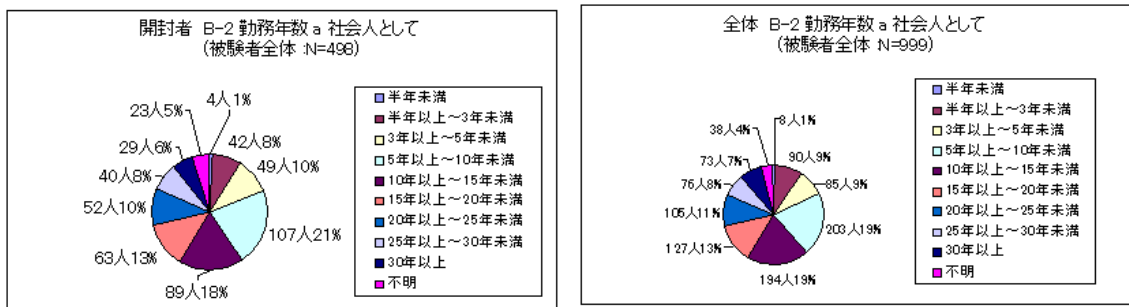 開封者 B-2 勤務年数 a 社会人として
(被験者全体 :N=498)
4人1%
42人8%
49人10%
107人21%
89人18%
63人13%
52人10%
40人8%
29人6%
23人5%
半年未満
半年以上～3年未満
3年以上～5年未満
5年以上～10年未満
10年以上～15年未満
15年以上～20年未満
20年以上～25年未満
25年以上～30年未満
30年以上
不明
全体 B-2 勤務年数 a 社会人として
(被験者全体 :N=999)
8人1%
90人9%
85人9%
203人19%
194人19%
127人13%
105人11%
76人8%
73人7%
38人4%
半年未満
半年以上～3年未満
3年以上～5年未満
5年以上～10年未満
10年以上～15年未満
15年以上～20年未満
20年以上～25年未満
25年以上～30年未満
30年以上
不明